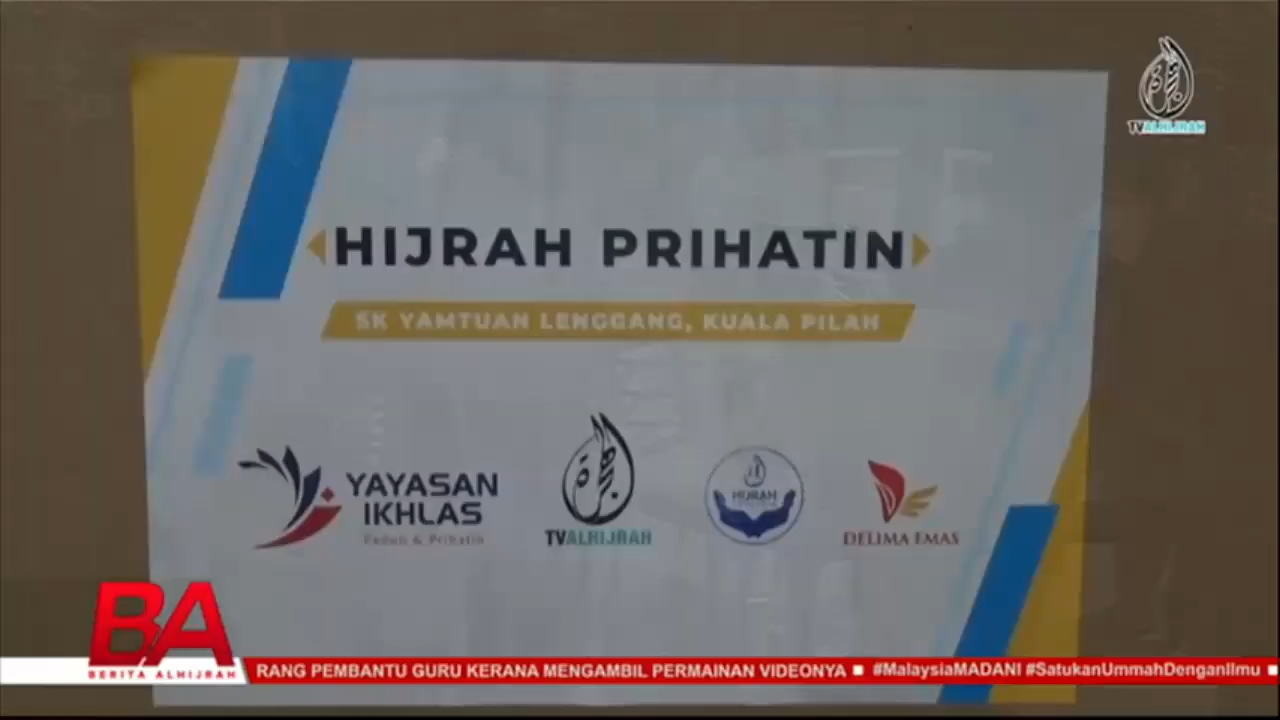 TVALHIJRAH
HIJRAH PRIHATIN
SK YAMTUAN LENGGANG, KUALA PILAH
YAYASAN
IKHLAS
Peduli & Prihatin
هجرة
TVALHIJRAH
HIJRAH
DELIMA EMAS
BA
BERITA ALHIJRAH
RANG PEMBANTU GURU KERANA MENGAMBIL PERMAINAN VIDEONYA ▪ #MalaysiaMADANI #SatukanUmmahDenganIlmu